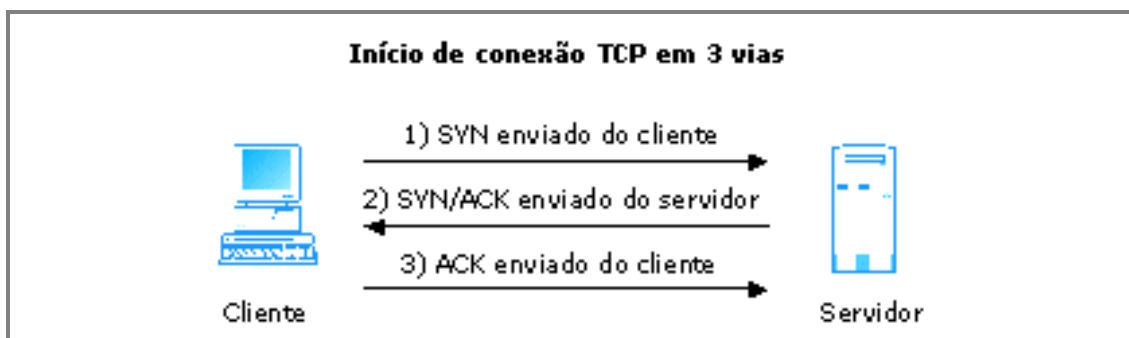 Início de conexão TCP em 3 vias
1) SYN enviado do cliente
2) SYN/ACK enviado do servidor
3) ACK enviado do cliente
Cliente
Servidor